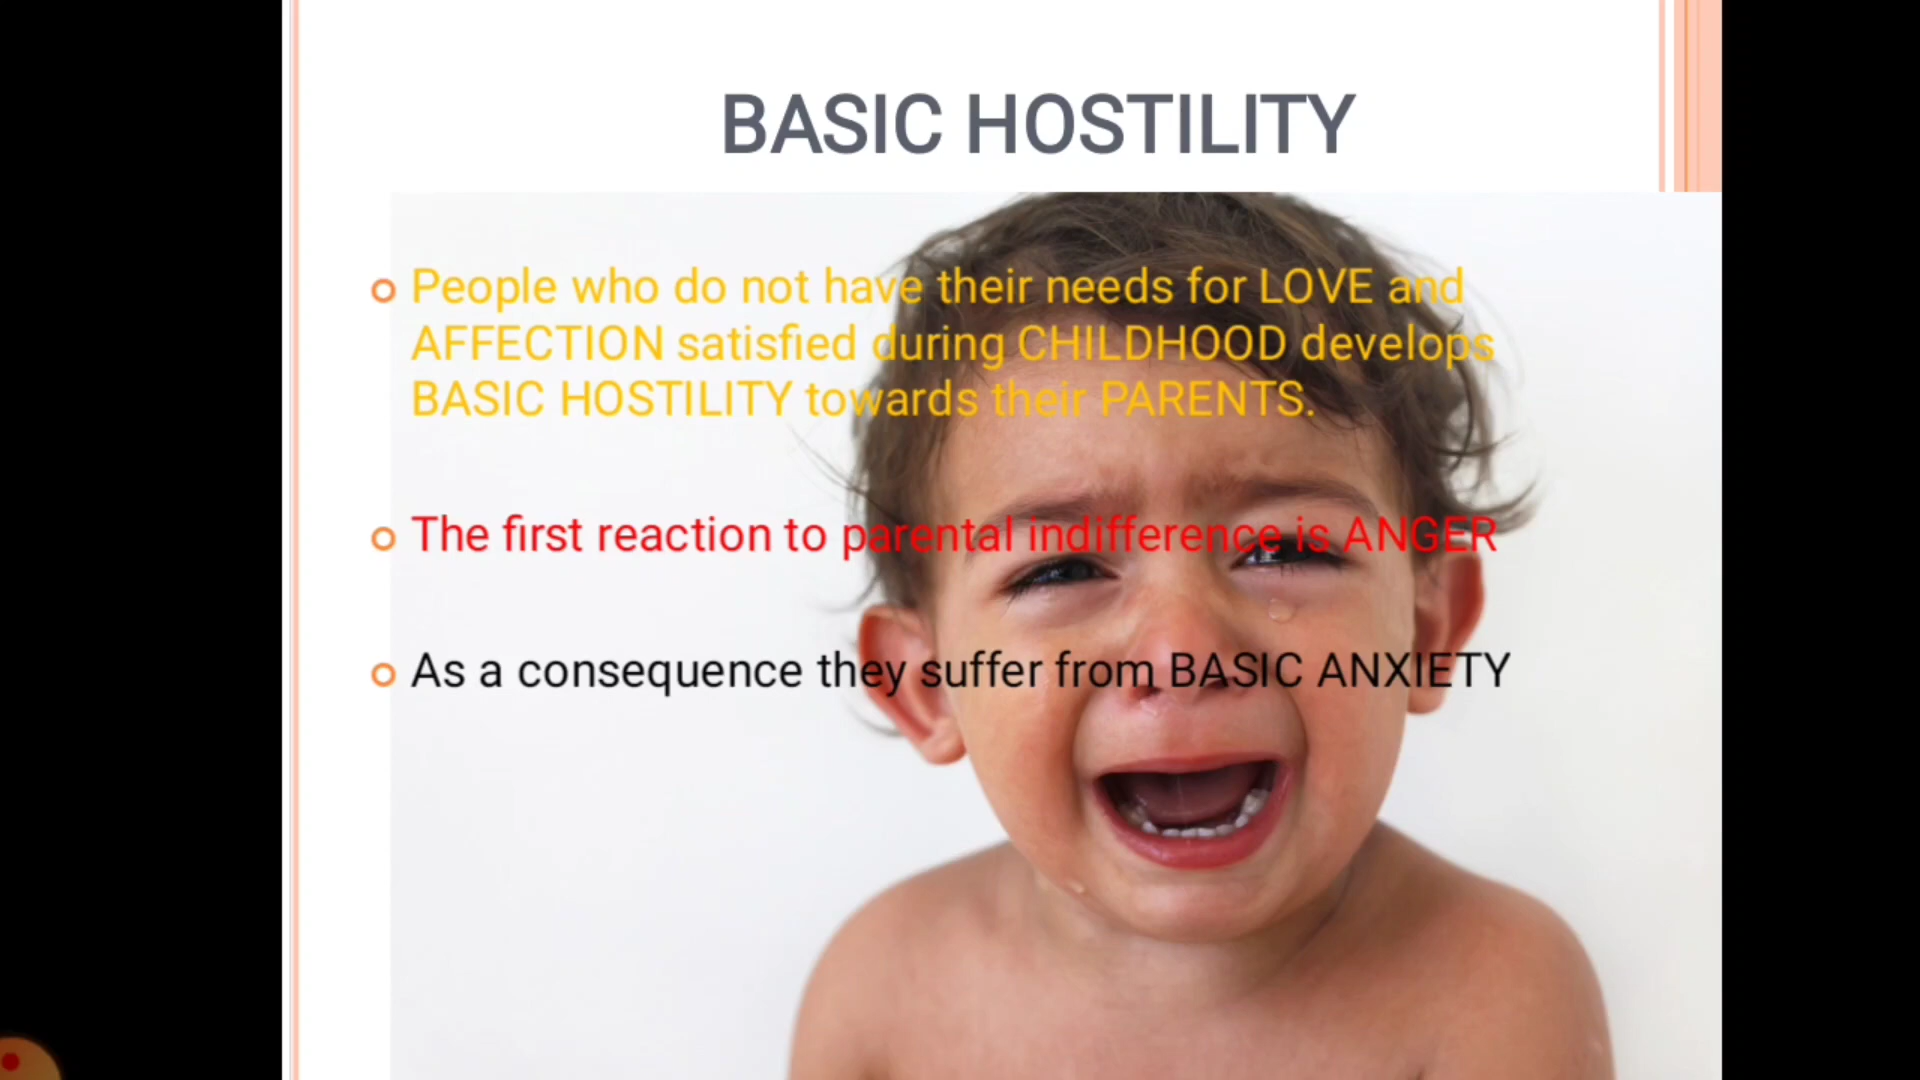 BASIC HOSTILITY
People who do not have their needs for LOVE and
AFFECTION satisfied during CHILDHOOD develops
BASIC HOSTILITY towards their PARENTS.
The first reaction to parental indifference is ANGER
As a consequence they suffer from BASIC ANXIETY